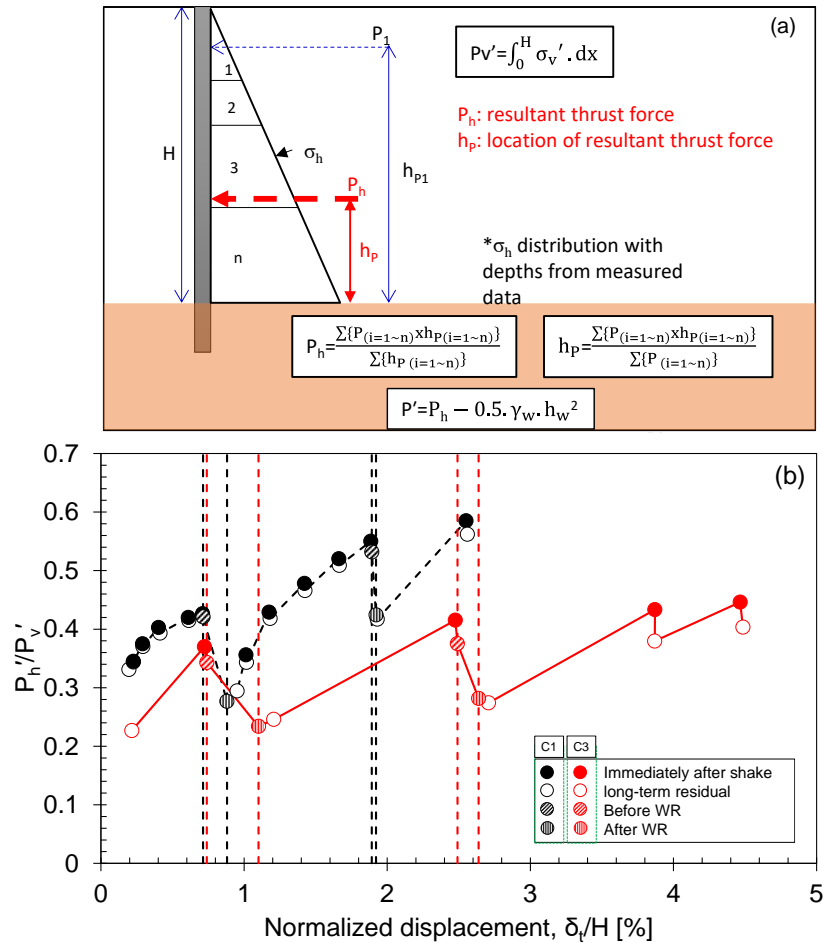 (a)
P₁
Pv'=∫₀ᴴ σᵥ' . dx
1
2
3
n
H
σₕ
Pₕ
hₚ
hₚ₁
Pₕ: resultant thrust force
hₚ: location of resultant thrust force
*σₕ distribution with
depths from measured
data
Pₕ=∑{P₍ᵢ₌₁~ₙ₎xhP₍ᵢ₌₁~ₙ₎}/∑{hP ₍ᵢ₌₁~ₙ₎}
hP=∑{P₍ᵢ₌₁~ₙ₎xhP₍ᵢ₌₁~ₙ₎}/∑{P ₍ᵢ₌₁~ₙ₎}
P'=Pₕ − 0.5. γw. hw²
(b)
Pₕ'/Pᵥ'
0.7
0.6
0.5
0.4
0.3
0.2
0.1
0
0 1 2 3 4 5
C1 C3
Immediately after shake
long-term residual
Before WR
After WR
Normalized displacement, δₜ/H [%]